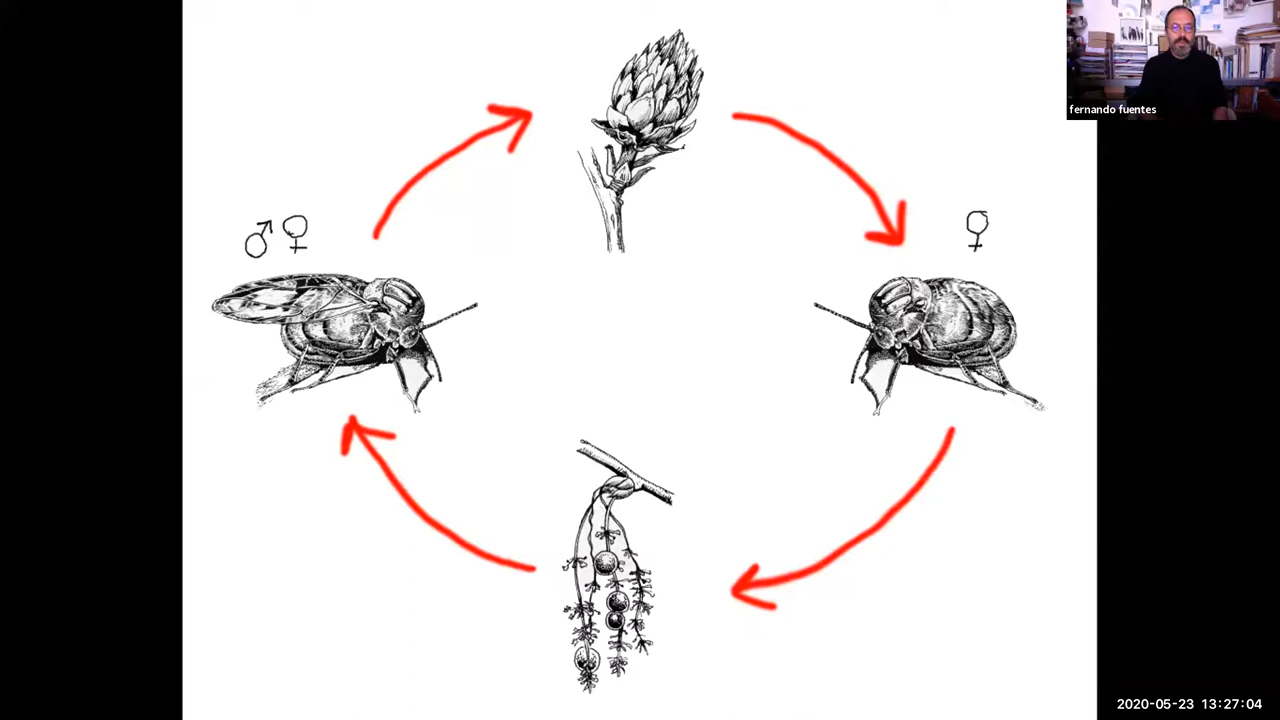 fernando fuentes
♂♀
♀
2020-05-23 13:27:04